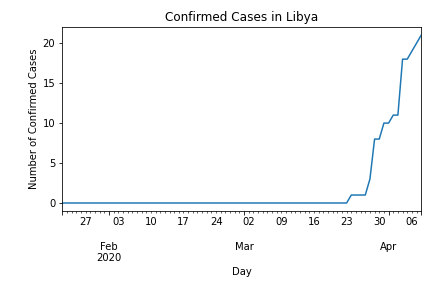 Confirmed Cases in Libya
Number of Confirmed Cases
20
15
10
5
0
27 03 10 17 24 02 09 16 23 30 06
Feb Mar Apr
2020
Day